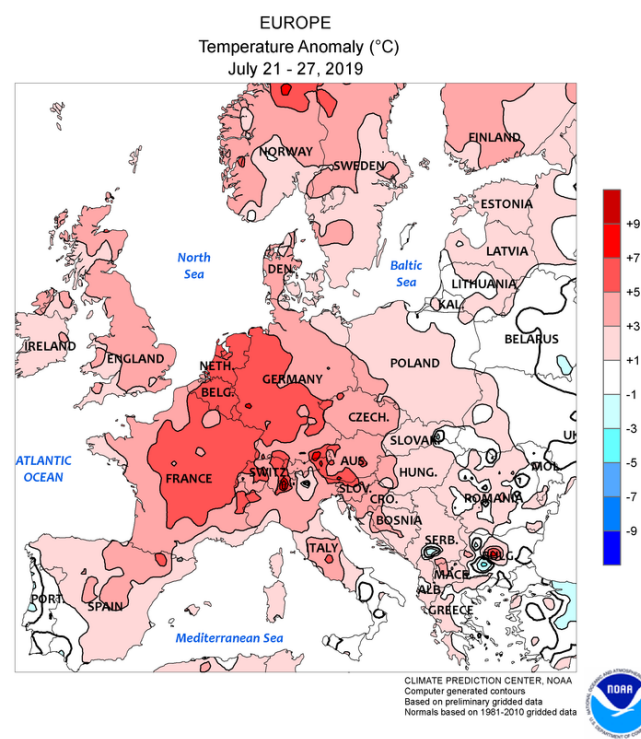 EUROPE
Temperature Anomaly (°C)
July 21 - 27, 2019
NORWAY
FINLAND
SWEDEN
ESTONIA
North
Sea
DEN.
Baltic
Sea
LATVIA
LITHUANIA
KAL.
IRELAND
ENGLAND
NETH.
BELG.
GERMANY
POLAND
BELARUS
CZECH.
SLOVAK.
ATLANTIC
OCEAN
FRANCE
SWITZ.
AUS.
HUNG.
MOL.
SLOV.
CRO.
ROMANIA
BOSNIA
ITALY
SERB.
BULG.
MACE.
ALB.
PORT.
SPAIN
GREECE
Mediterranean Sea
+9
+7
+5
+3
+1
-1
-3
-5
-7
-9
CLIMATE PREDICTION CENTER, NOAA
Computer generated contours
Based on preliminary gridded data
Normals based on 1981-2010 gridded data
NOAA